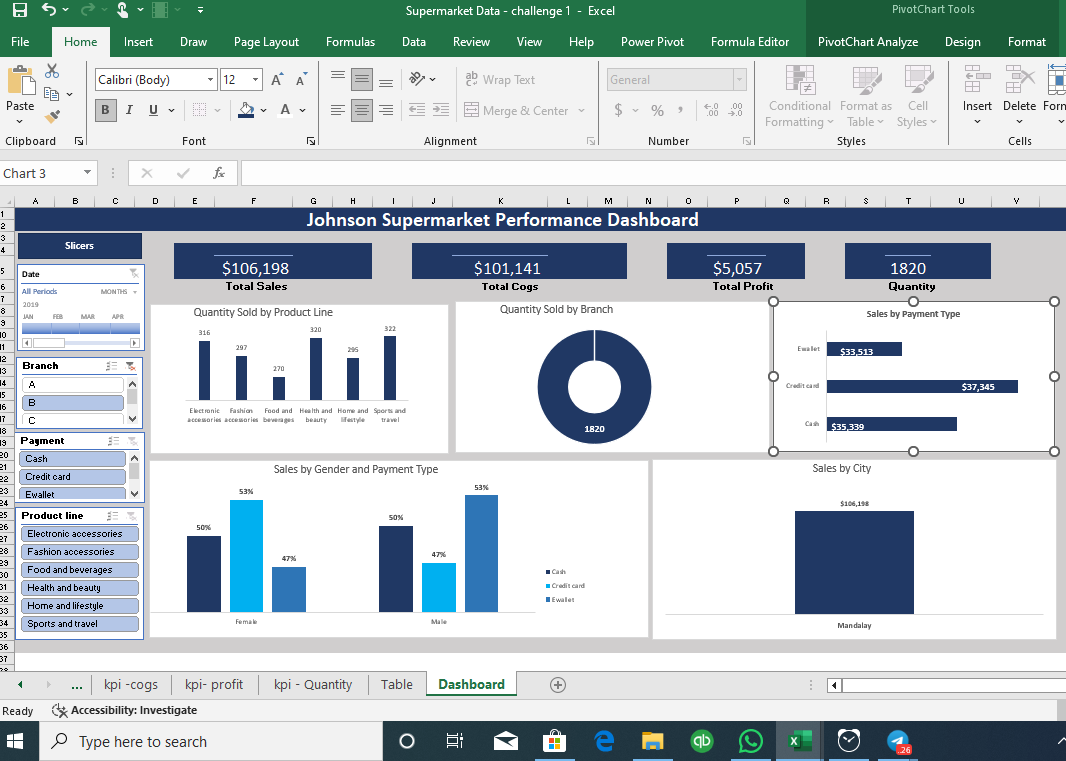 Supermarket Data - challenge 1 - Excel
PivotChart Tools
File Home Insert Draw Page Layout Formulas Data Review View Help Power Pivot Formula Editor PivotChart Analyze Design Format
Calibri (Body) 12 A A ab Wrap Text General
Paste B I U A Merge & Center $ % , Conditional Formatting Format as Table Cell Styles Insert Delete Form
Clipboard Font Alignment Number Styles Cells
Chart 3 fx
A B C D E F G H I J K L M N O P Q R S T U V
Johnson Supermarket Performance Dashboard
Slicers
$106,198 $101,141 $5,057 1820
Total Sales Total Cogs Total Profit Quantity
Date
All Periods MONTHS
2019
JAN FEB MAR APR
Branch
A
B
C
Payment
Cash
Credit card
Ewallet
Product line
Electronic accessories
Fashion accessories
Food and beverages
Health and beauty
Home and lifestyle
Sports and travel
Quantity Sold by Product Line
316 297 270 320 295 322
Electronic accessories Fashion accessories Food and beverages Health and beauty Home and lifestyle Sports and travel
Quantity Sold by Branch
1820
Sales by Payment Type
Ewallet $33,513
Credit card $37,345
Cash $35,339
Sales by Gender and Payment Type
50% 53% 47% 50% 47% 53%
Female Male
Cash
Credit card
Ewallet
Sales by City
$106,198
Mandalay
... kpi -cogs kpi- profit kpi - Quantity Table Dashboard
Ready Accessibility: Investigate
Type here to search
qb
26